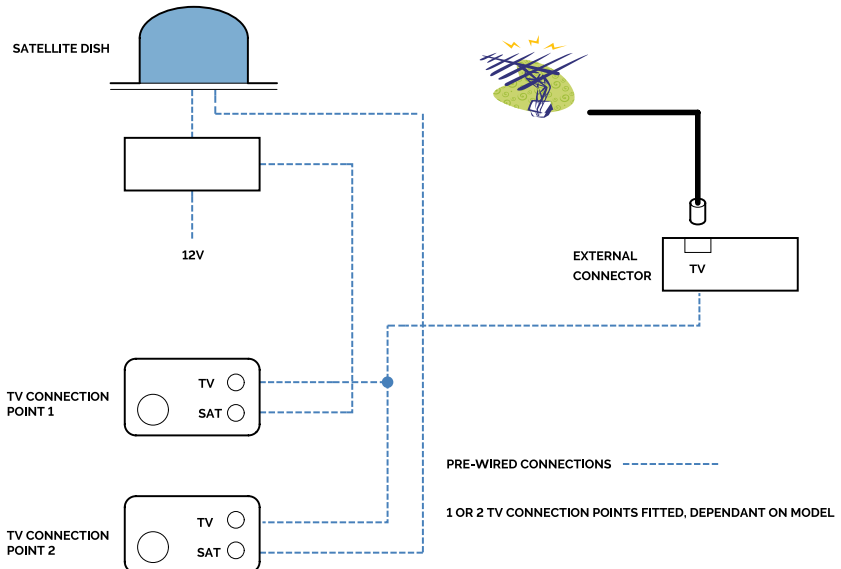 SATELLITE DISH
12V
EXTERNAL
CONNECTOR
TV
TV CONNECTION
POINT 1
TV
SAT
PRE-WIRED CONNECTIONS
1 OR 2 TV CONNECTION POINTS FITTED, DEPENDANT ON MODEL
TV CONNECTION
POINT 2
TV
SAT